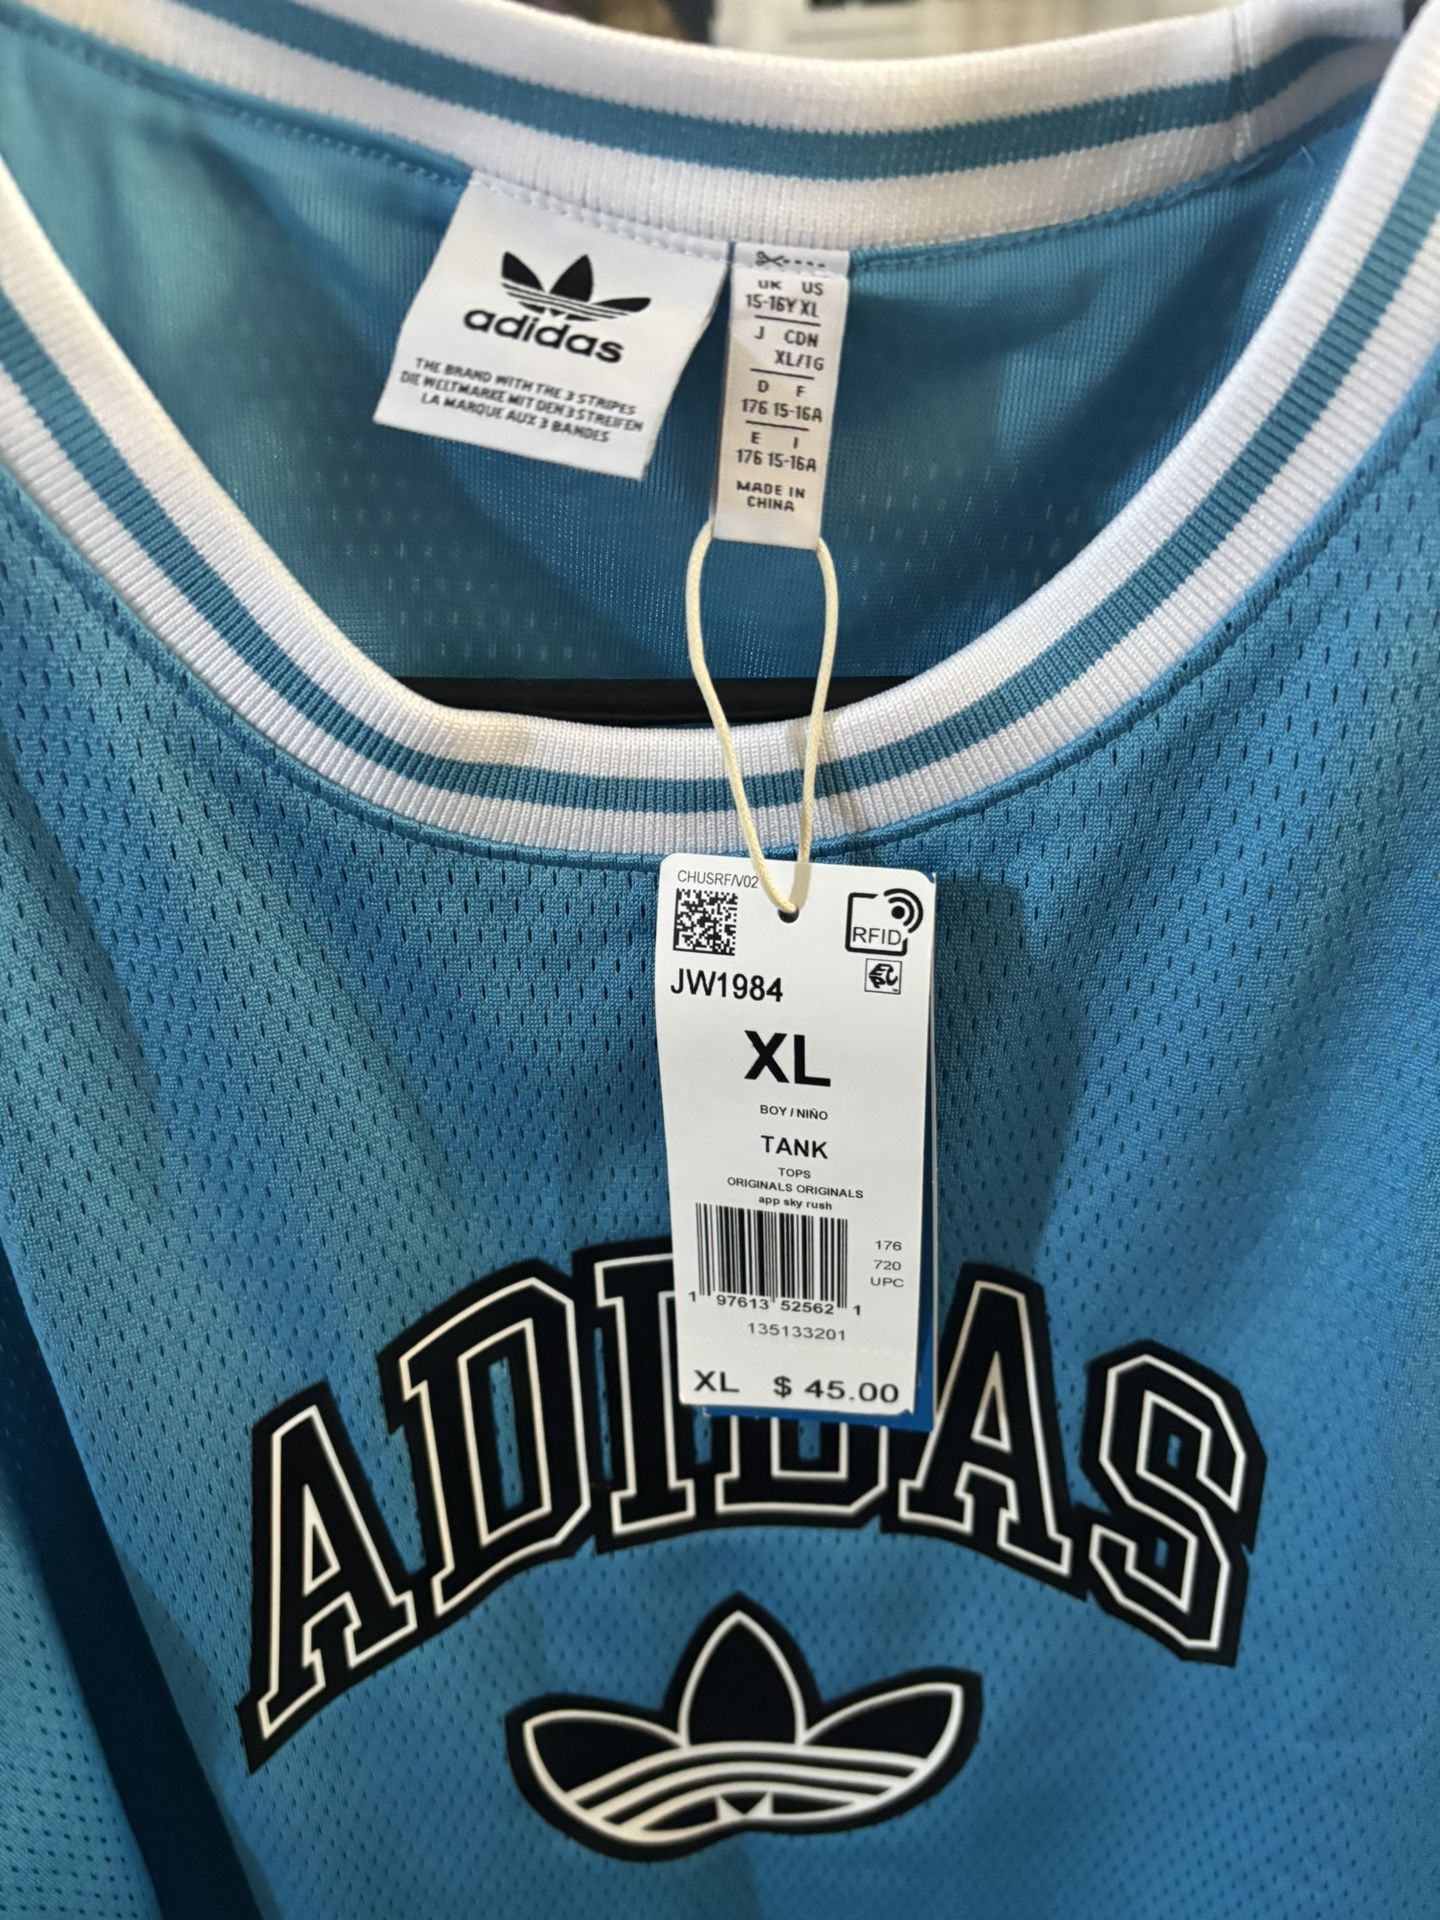 adidas
THE BRAND WITH THE 3 STRIPES
DIE WELTMARKE MIT DEN 3 STREIFEN
LA MARQUE AUX 3 BANDES
UK US
15-16Y XL
J CDN
XL/TG
D F
176 15-16A
E I
176 15-16A
MADE IN
CHINA
CHUSRF/V02
RFID
JW1984
XL
BOY / NIÑO
TANK
TOPS
ORIGINALS ORIGINALS
app sky rush
176
720
UPC
1 97613 52562 1
135133201
XL $ 45.00
ADIDAS